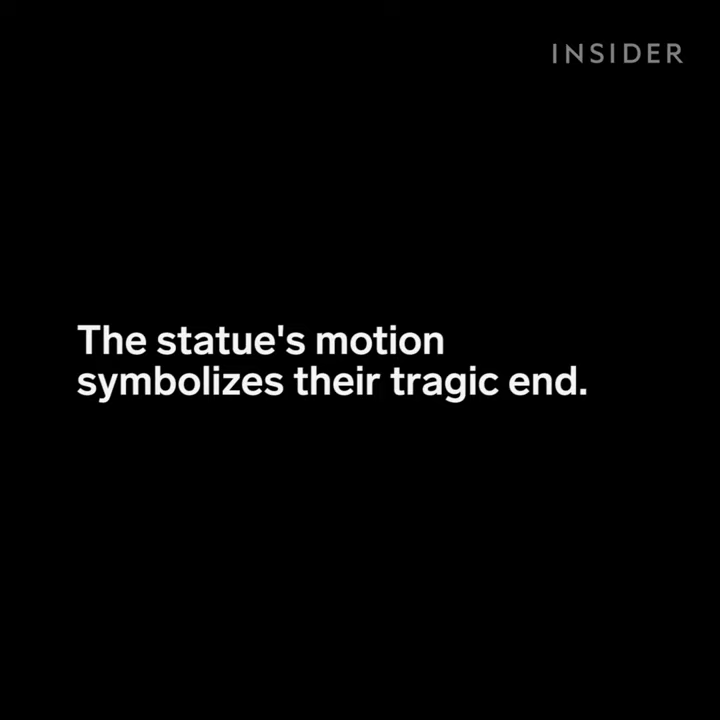 INSIDER
The statue's motion
symbolizes their tragic end.